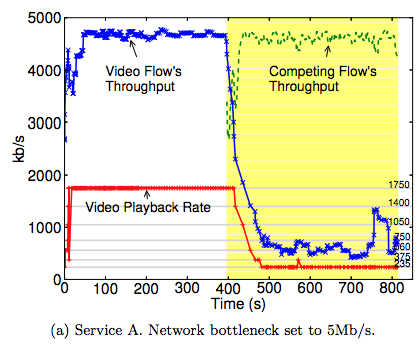 5000
4000
3000
2000
1000
0
kb/s
Video Flow's
Throughput
Competing Flow's
Throughput
Video Playback Rate
1750
1400
1050
750
560
375
235
0 100 200 300 400 500 600 700 800
Time (s)
(a) Service A. Network bottleneck set to 5Mb/s.